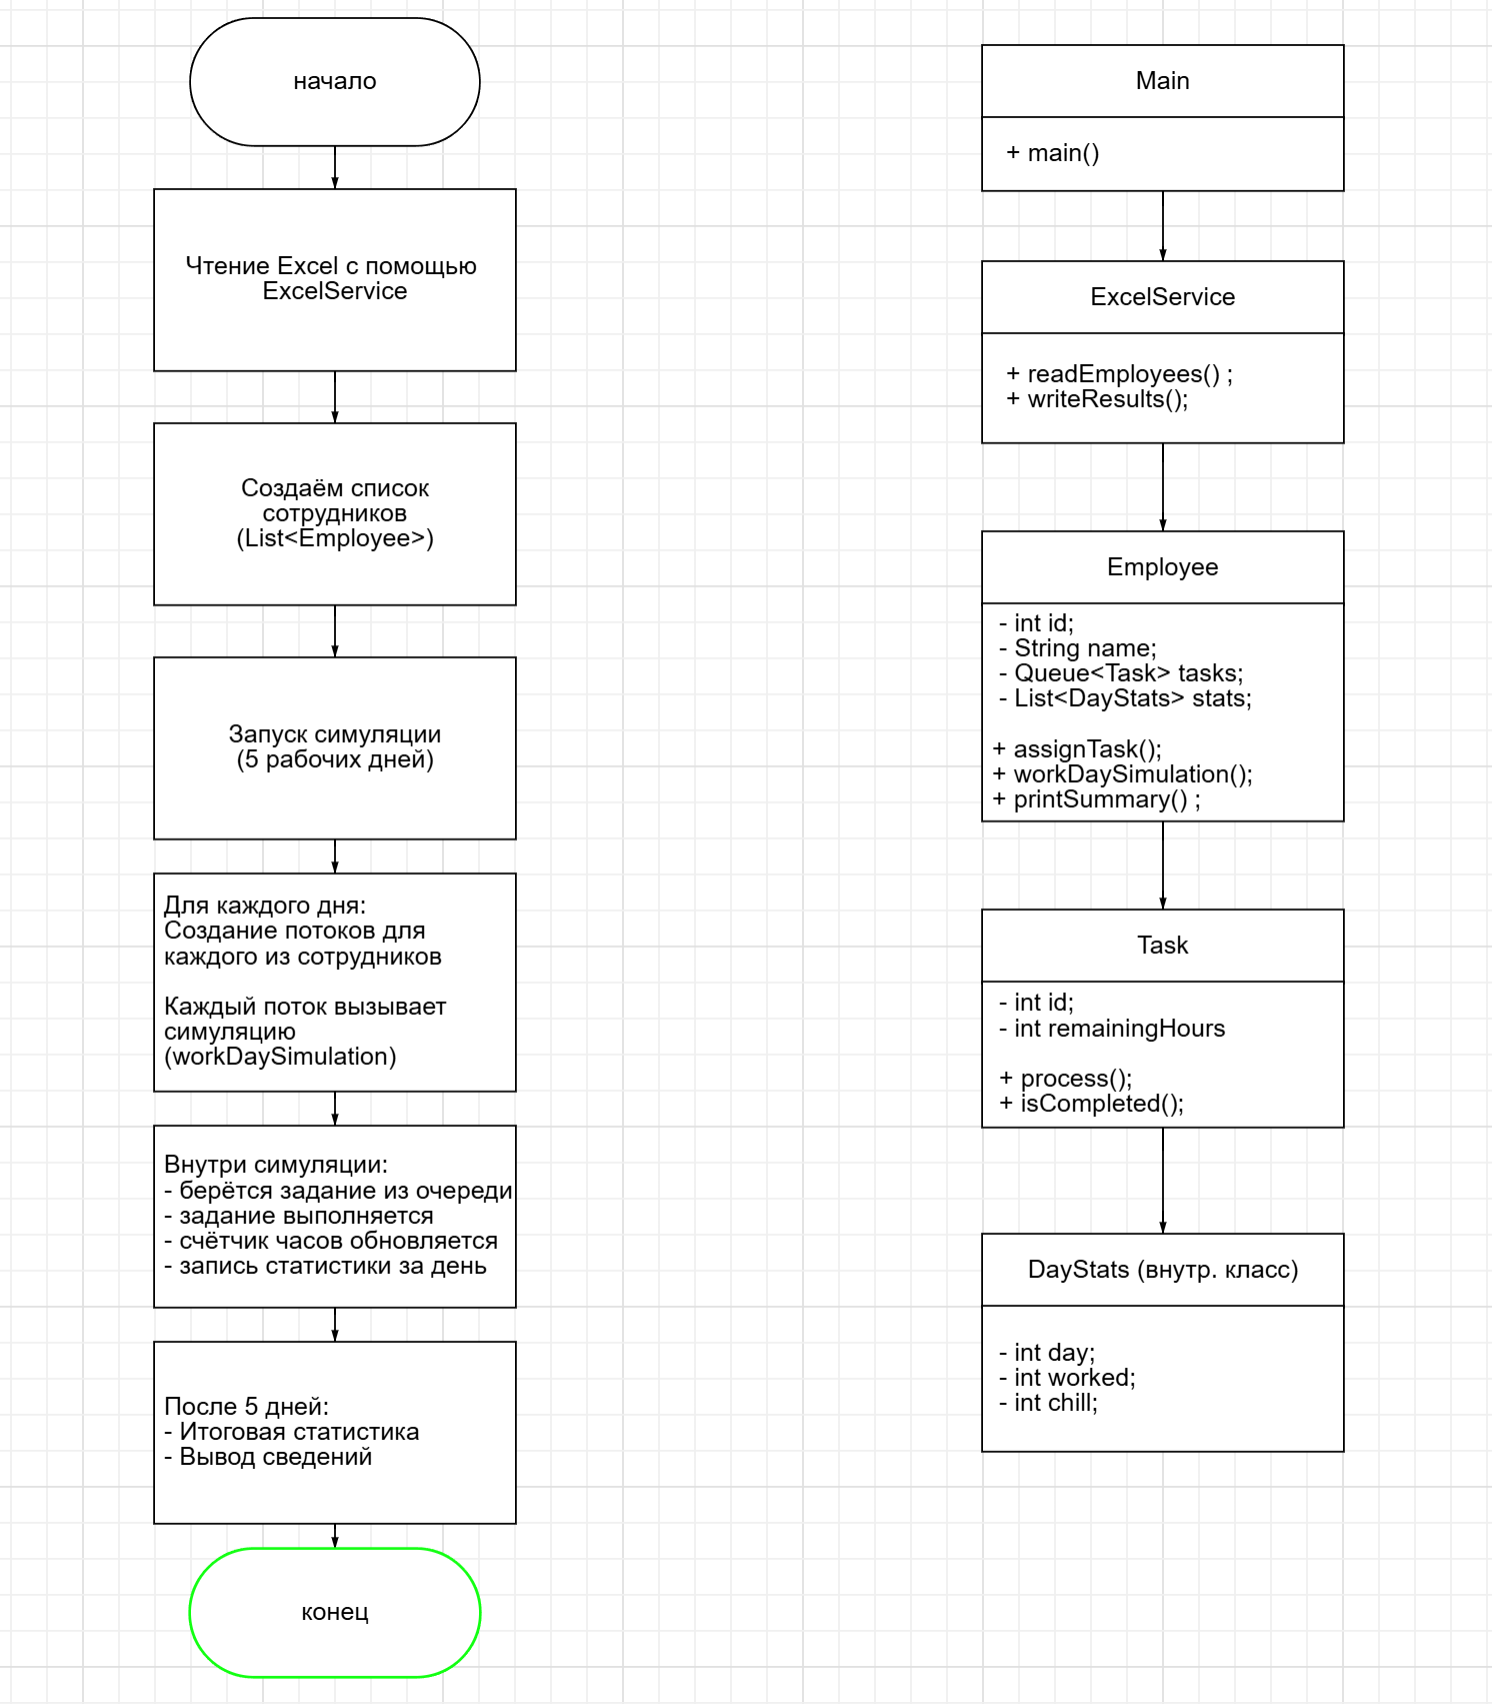 начало
Чтение Excel с помощью
ExcelService
Создаём список
сотрудников
(List<Employee>)
Запуск симуляции
(5 рабочих дней)
Для каждого дня:
Создание потоков для
каждого из сотрудников
Каждый поток вызывает
симуляцию
(workDaySimulation)
Внутри симуляции:
- берётся задание из очереди
- задание выполняется
- счётчик часов обновляется
- запись статистики за день
После 5 дней:
- Итоговая статистика
- Вывод сведений
конец
Main
+ main()
ExcelService
+ readEmployees() ;
+ writeResults();
Employee
- int id;
- String name;
- Queue<Task> tasks;
- List<DayStats> stats;
+ assignTask();
+ workDaySimulation();
+ printSummary() ;
Task
- int id;
- int remainingHours
+ process();
+ isCompleted();
DayStats (внутр. класс)
- int day;
- int worked;
- int chill;